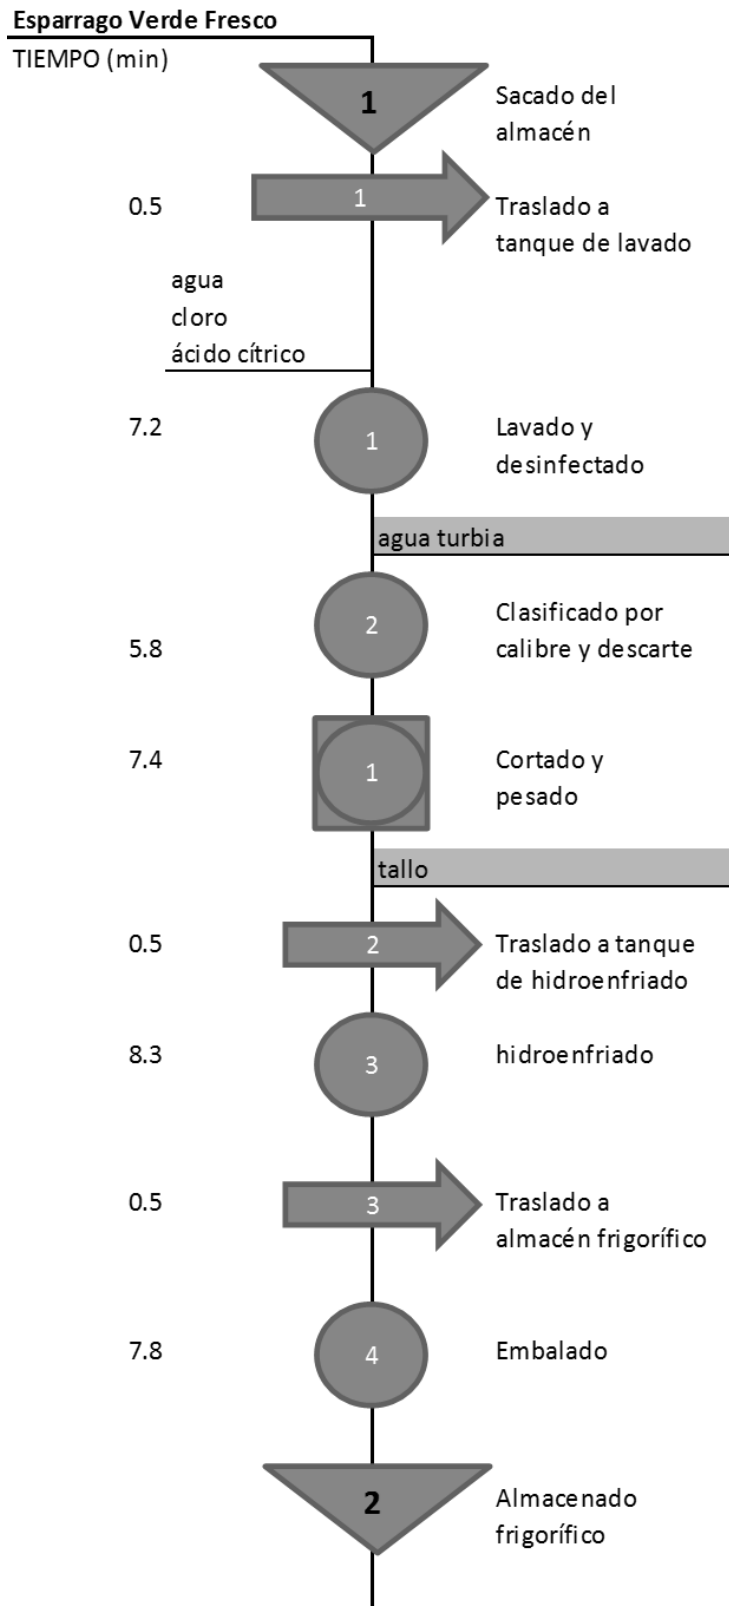 Esparrago Verde Fresco
TIEMPO (min)
1
Sacado del
almacén
0.5
1
Traslado a
tanque de lavado
agua
cloro
ácido cítrico
7.2
1
Lavado y
desinfectado
agua turbia
2
Clasificado por
calibre y descarte
5.8
7.4
1
Cortado y
pesado
tallo
0.5
2
Traslado a tanque
de hidroenfriado
8.3
3
hidroenfriado
0.5
3
Traslado a
almacén frigorífico
7.8
4
Embalado
2
Almacenado
frigorífico